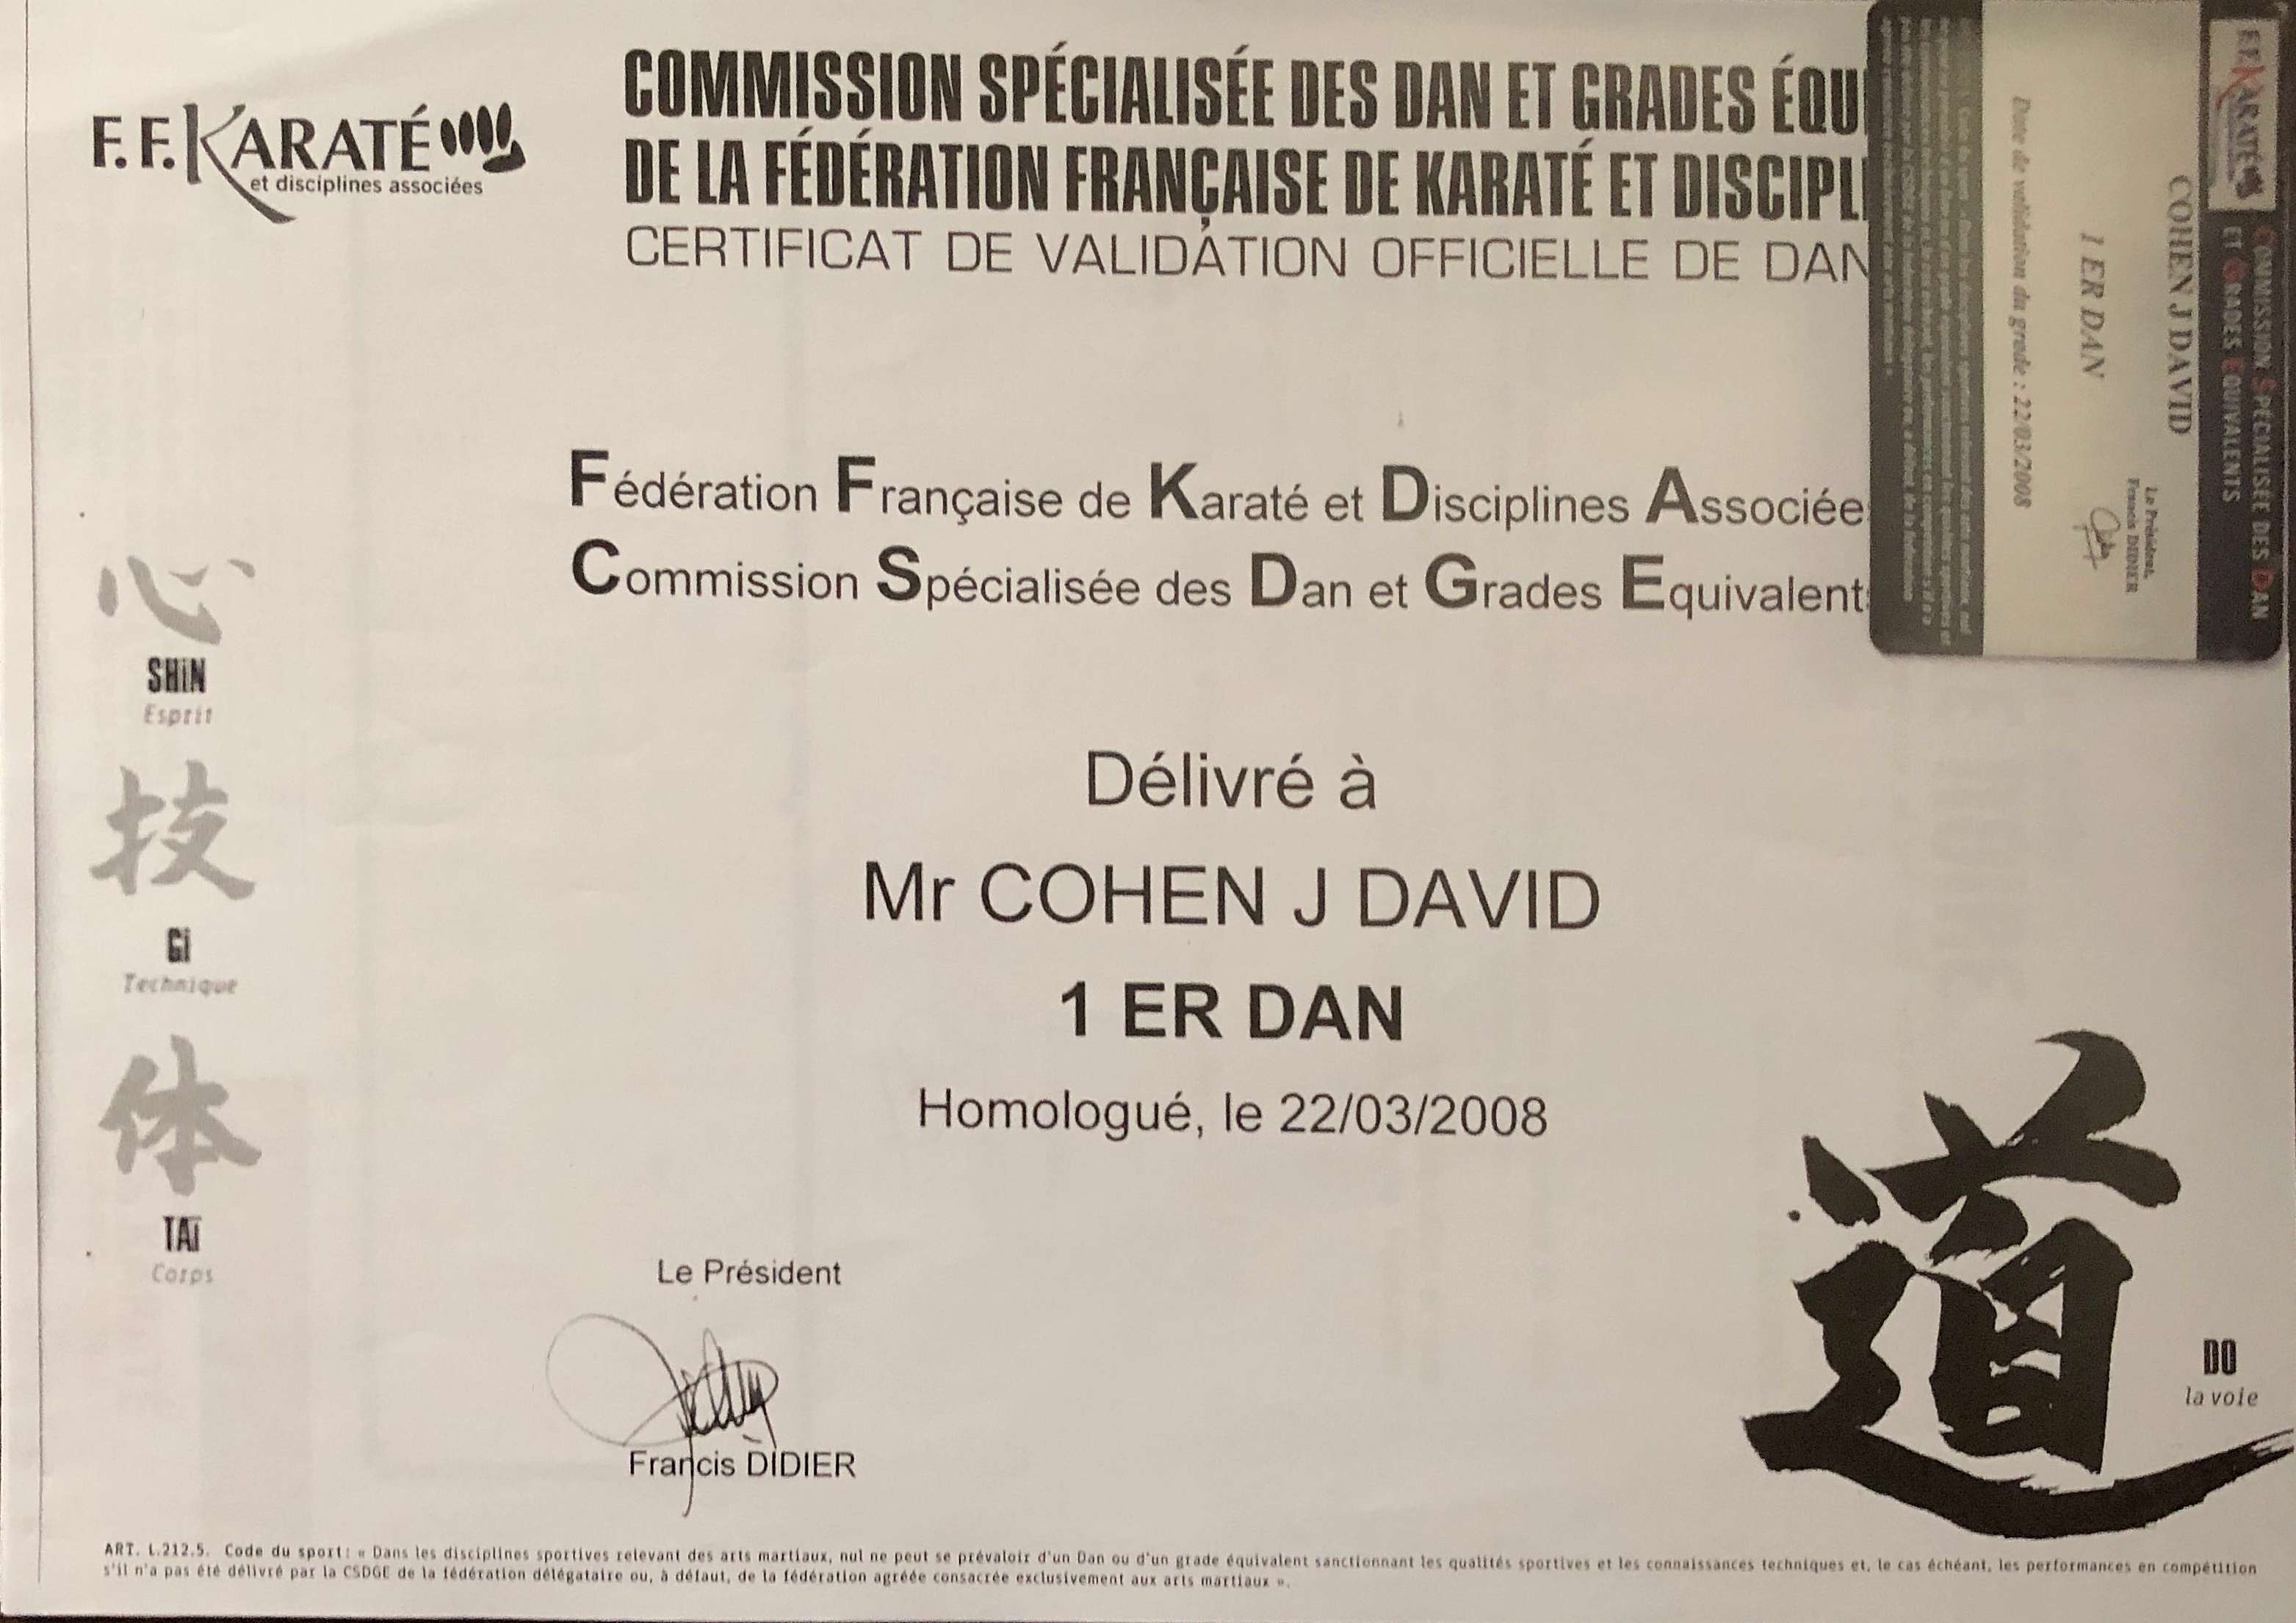 F.F.KARATÉ
et disciplines associées
COMMISSION SPÉCIALISÉE DES DAN ET GRADES ÉQUI
DE LA FÉDÉRATION FRANÇAISE DE KARATÉ ET DISCIPLI
CERTIFICAT DE VALIDATION OFFICIELLE DE DAN
Fédération Française de Karaté et Disciplines Associée
Commission Spécialisée des Dan et Grades Equivalent
心
SHiN
Esprit
技
Gi
Technique
体
TAï
Corps
Délivré à
Mr COHEN J DAVID
1 ER DAN
Homologué, le 22/03/2008
Le Président
Francis DIDIER
道
DO
la voie
ART. L.212.5. Code du sport : « Dans les disciplines sportives relevant des arts martiaux, nul ne peut se prévaloir d'un Dan ou d'un grade équivalent sanctionnant les qualités sportives et les connaissances techniques et, le cas échéant, les performances en compétition
s'il n'a pas été délivré par la CSDGE de la fédération délégataire ou, à défaut, de la fédération agréée consacrée exclusivement aux arts martiaux ».
F.F.KARATÉ
COMMISSION SPÉCIALISÉE DES DAN
ET GRADES EQUIVALENTS
COHEN J DAVID
1 ER DAN
Le Président,
Francis DIDIER
Date de validation du grade : 22/03/2008